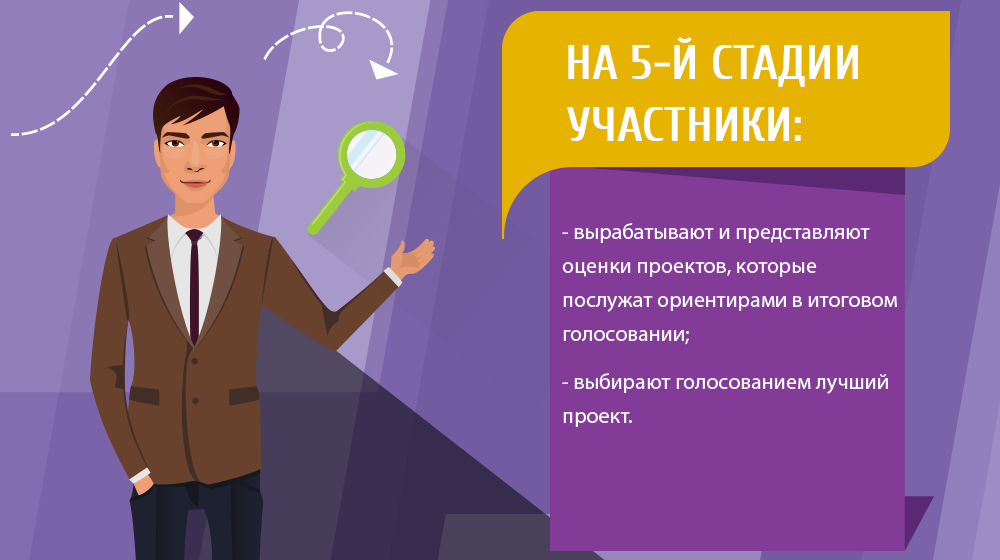 НА 5-Й СТАДИИ
УЧАСТНИКИ:
- вырабатывают и представляют
оценки проектов, которые
послужат ориентирами в итоговом
голосовании;
- выбирают голосованием лучший
проект.